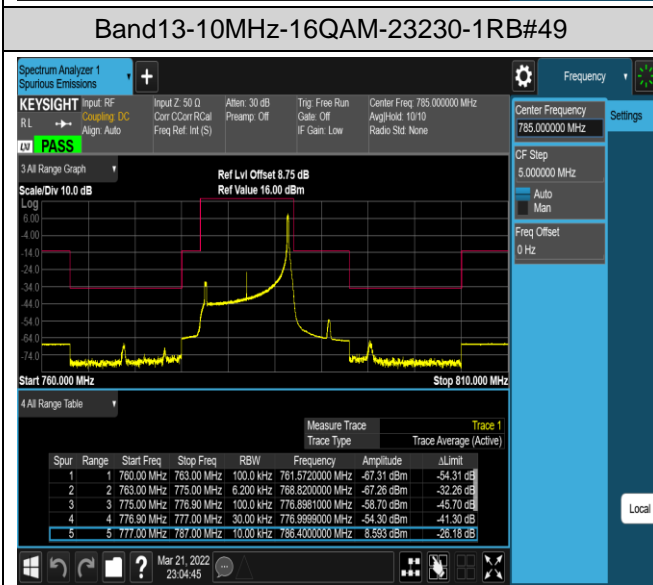 Band13-10MHz-16QAM-23230-1RB#49
Spectrum Analyzer 1
Spurious Emissions
+
Frequency
KEYSIGHT
R L
LXI PASS
Input: RF
Coupling: DC
Align: Auto
Input Z: 50 Ω
Corr CCorr RCal
Freq Ref: Int (S)
Atten: 30 dB
Preamp: Off
Trig: Free Run
Gate: Off
IF Gain: Low
Center Freq: 785.000000 MHz
Avg|Hold: 10/10
Radio Std: None
Center Frequency
785.000000 MHz
Settings
CF Step
5.000000 MHz
Auto
Man
Freq Offset
0 Hz
3 All Range Graph
Ref Lvl Offset 8.75 dB
Scale/Div 10.0 dB
Ref Value 16.00 dBm
Log
6.00
-4.00
-14.0
-24.0
-34.0
-44.0
-54.0
-64.0
-74.0
Start 760.000 MHz
Stop 810.000 MHz
4 All Range Table
Measure Trace Trace 1
Trace Type Trace Average (Active)
Spur Range Start Freq Stop Freq RBW Frequency Amplitude ΔLimit
1 1 760.00 MHz 763.00 MHz 100.0 kHz 761.5720000 MHz -67.31 dBm -54.31 dB
2 2 763.00 MHz 775.00 MHz 6.200 kHz 768.8200000 MHz -67.26 dBm -32.26 dB
3 3 775.00 MHz 776.90 MHz 100.0 kHz 776.8981000 MHz -58.70 dBm -45.70 dB
4 4 776.90 MHz 777.00 MHz 30.00 kHz 776.9999000 MHz -54.30 dBm -41.30 dB
5 5 777.00 MHz 787.00 MHz 10.00 kHz 786.4000000 MHz 8.593 dBm -26.18 dB
Local
?
Mar 21, 2022
23:04:45